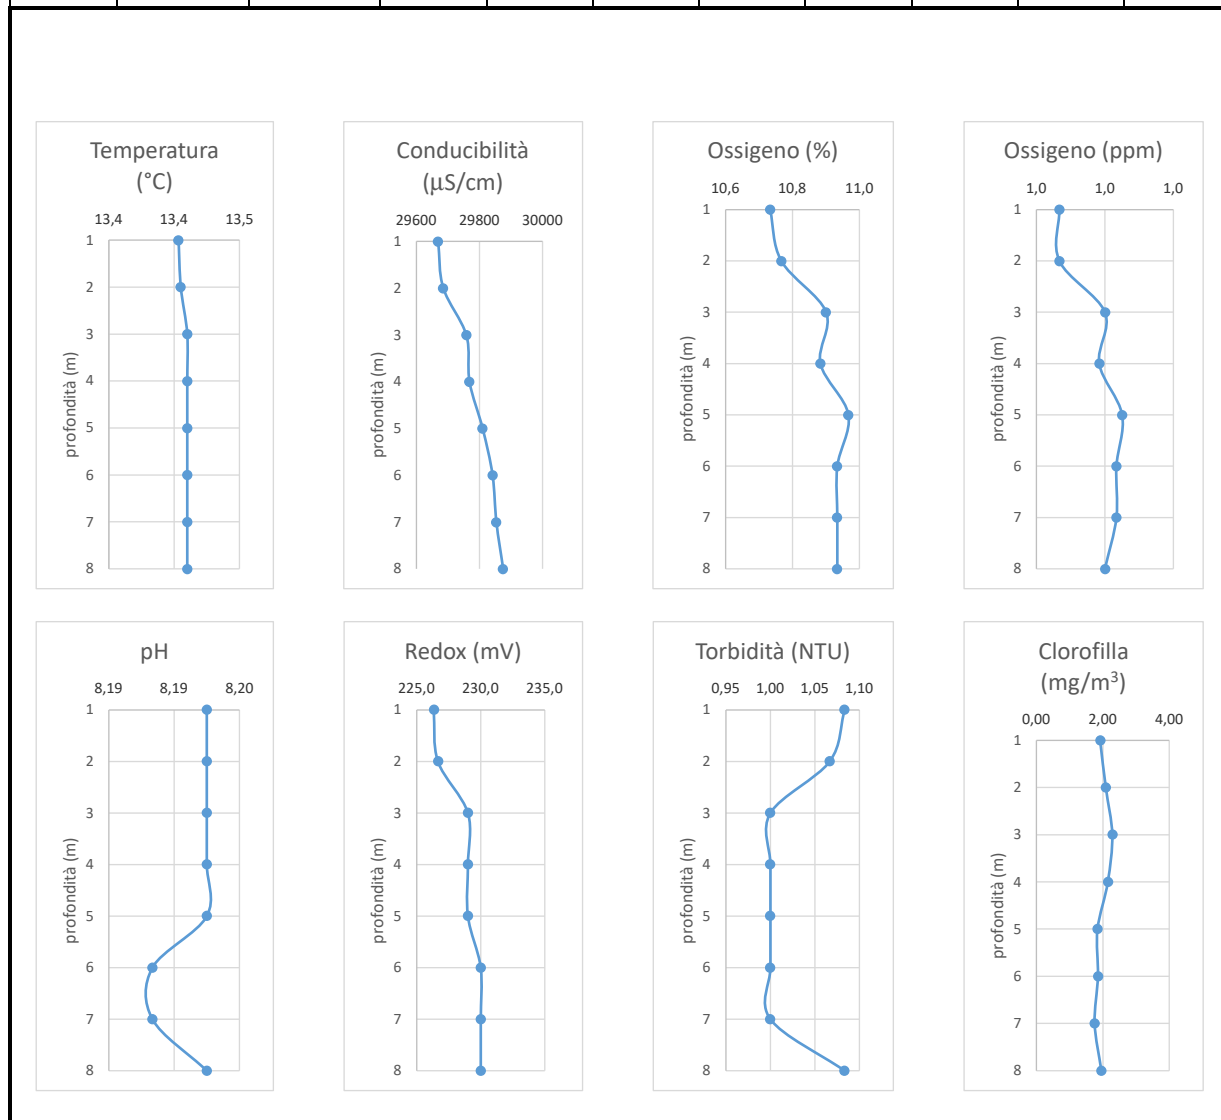 Temperatura
(°C)
13,4 13,4 13,5
1
2
3
4
5
6
7
8
profondità (m)
Conducibilità
(µS/cm)
29600 29800 30000
1
2
3
4
5
6
7
8
profondità (m)
Ossigeno (%)
10,6 10,8 11,0
1
2
3
4
5
6
7
8
profondità (m)
Ossigeno (ppm)
1,0 1,0 1,0
1
2
3
4
5
6
7
8
profondità (m)
pH
8,19 8,19 8,20
1
2
3
4
5
6
7
8
profondità (m)
Redox (mV)
225,0 230,0 235,0
1
2
3
4
5
6
7
8
profondità (m)
Torbidità (NTU)
0,95 1,00 1,05 1,10
1
2
3
4
5
6
7
8
profondità (m)
Clorofilla
(mg/m³)
0,00 2,00 4,00
1
2
3
4
5
6
7
8
profondità (m)